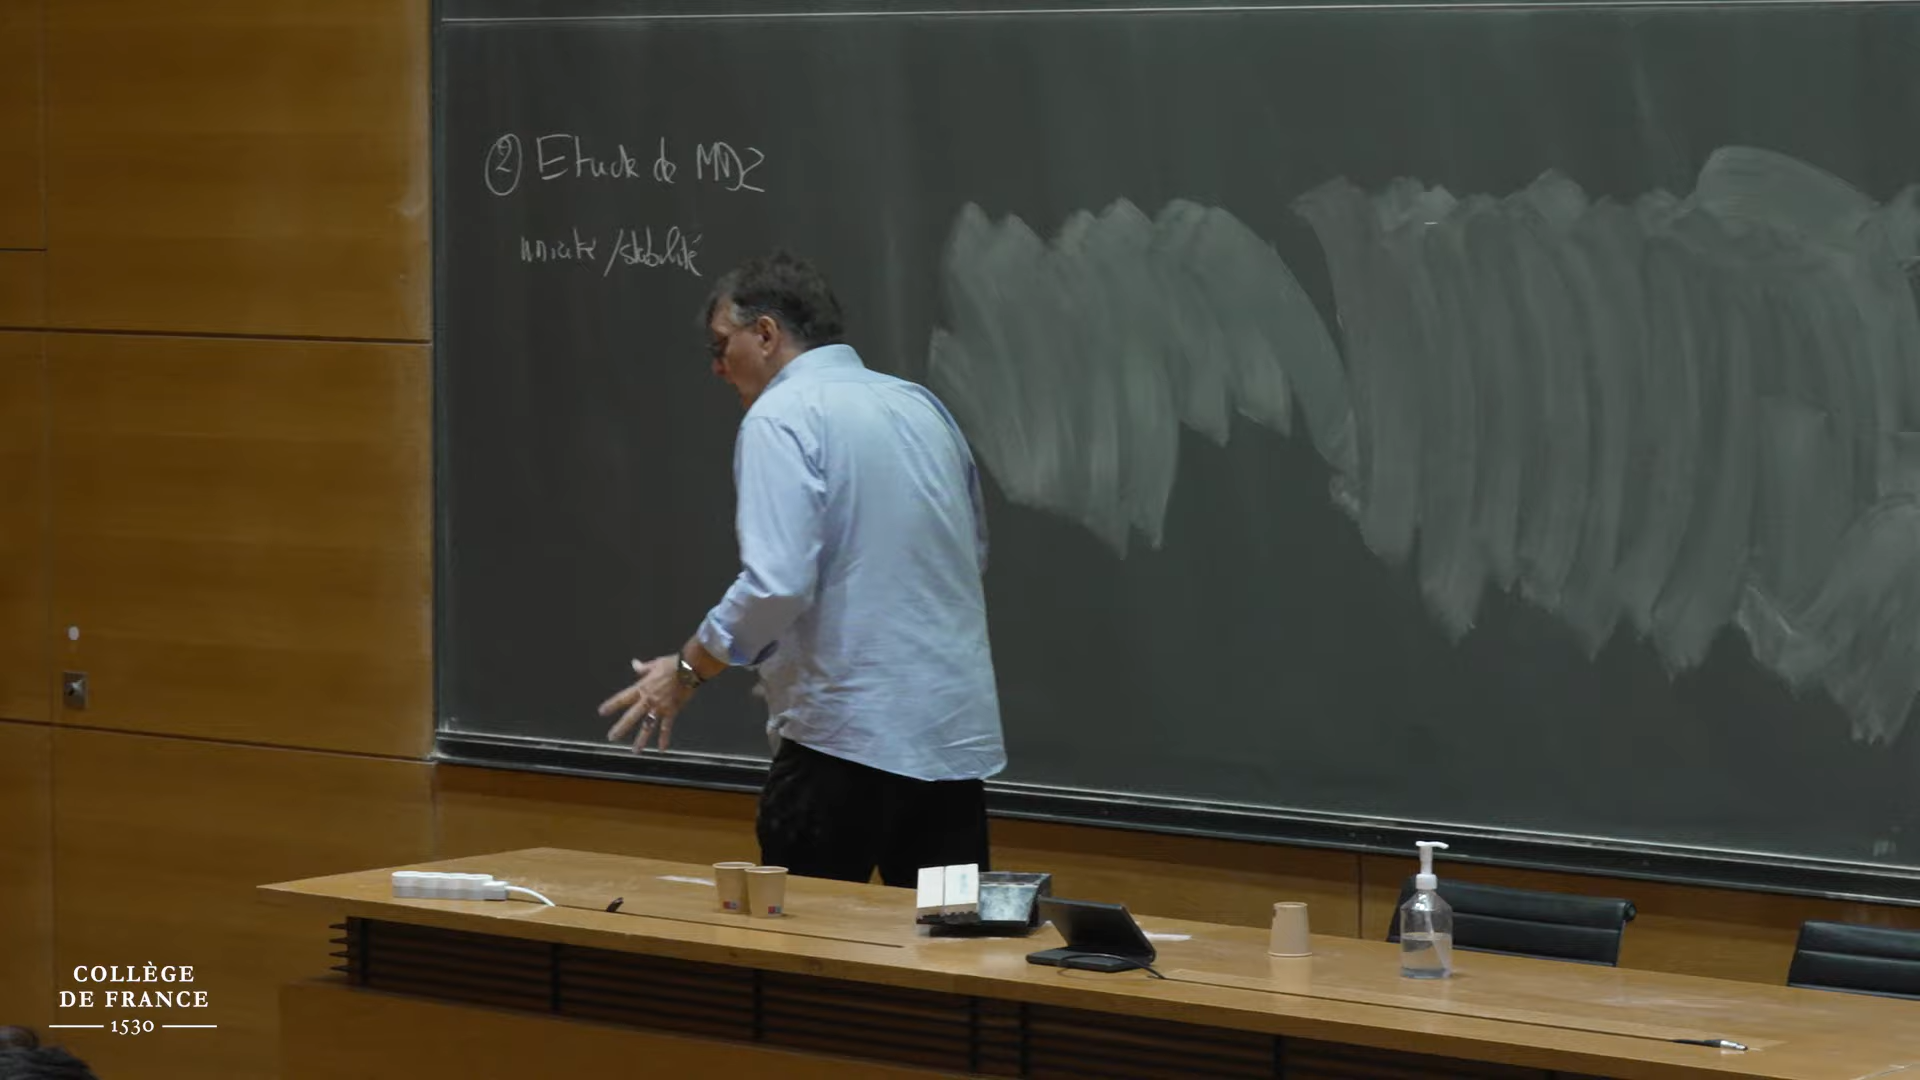 ② Etude de MDZ
unicité / stabilité
COLLÈGE
DE FRANCE
1530